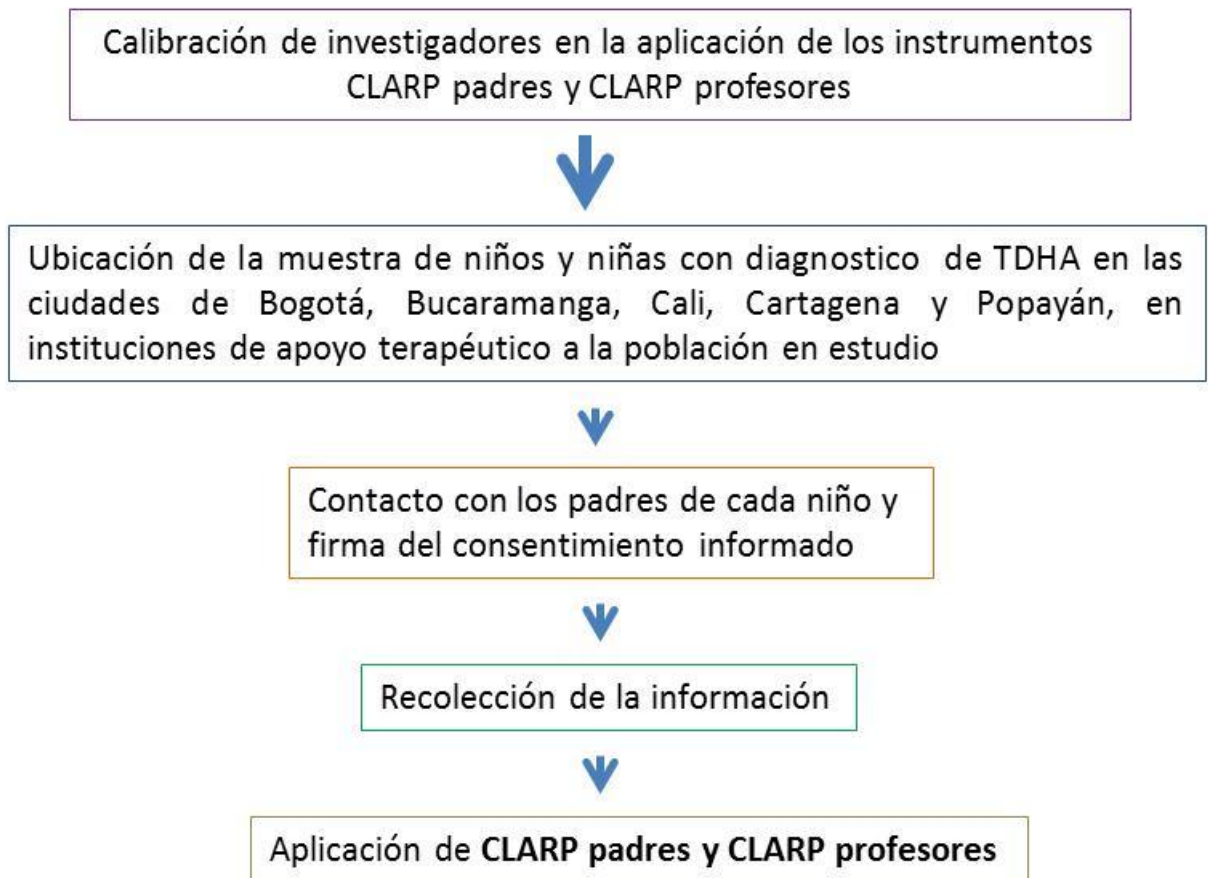 Calibración de investigadores en la aplicación de los instrumentos
CLARP padres y CLARP profesores
Ubicación de la muestra de niños y niñas con diagnostico de TDHA en las
ciudades de Bogotá, Bucaramanga, Cali, Cartagena y Popayán, en
instituciones de apoyo terapéutico a la población en estudio
Contacto con los padres de cada niño y
firma del consentimiento informado
Recolección de la información
Aplicación de CLARP padres y CLARP profesores